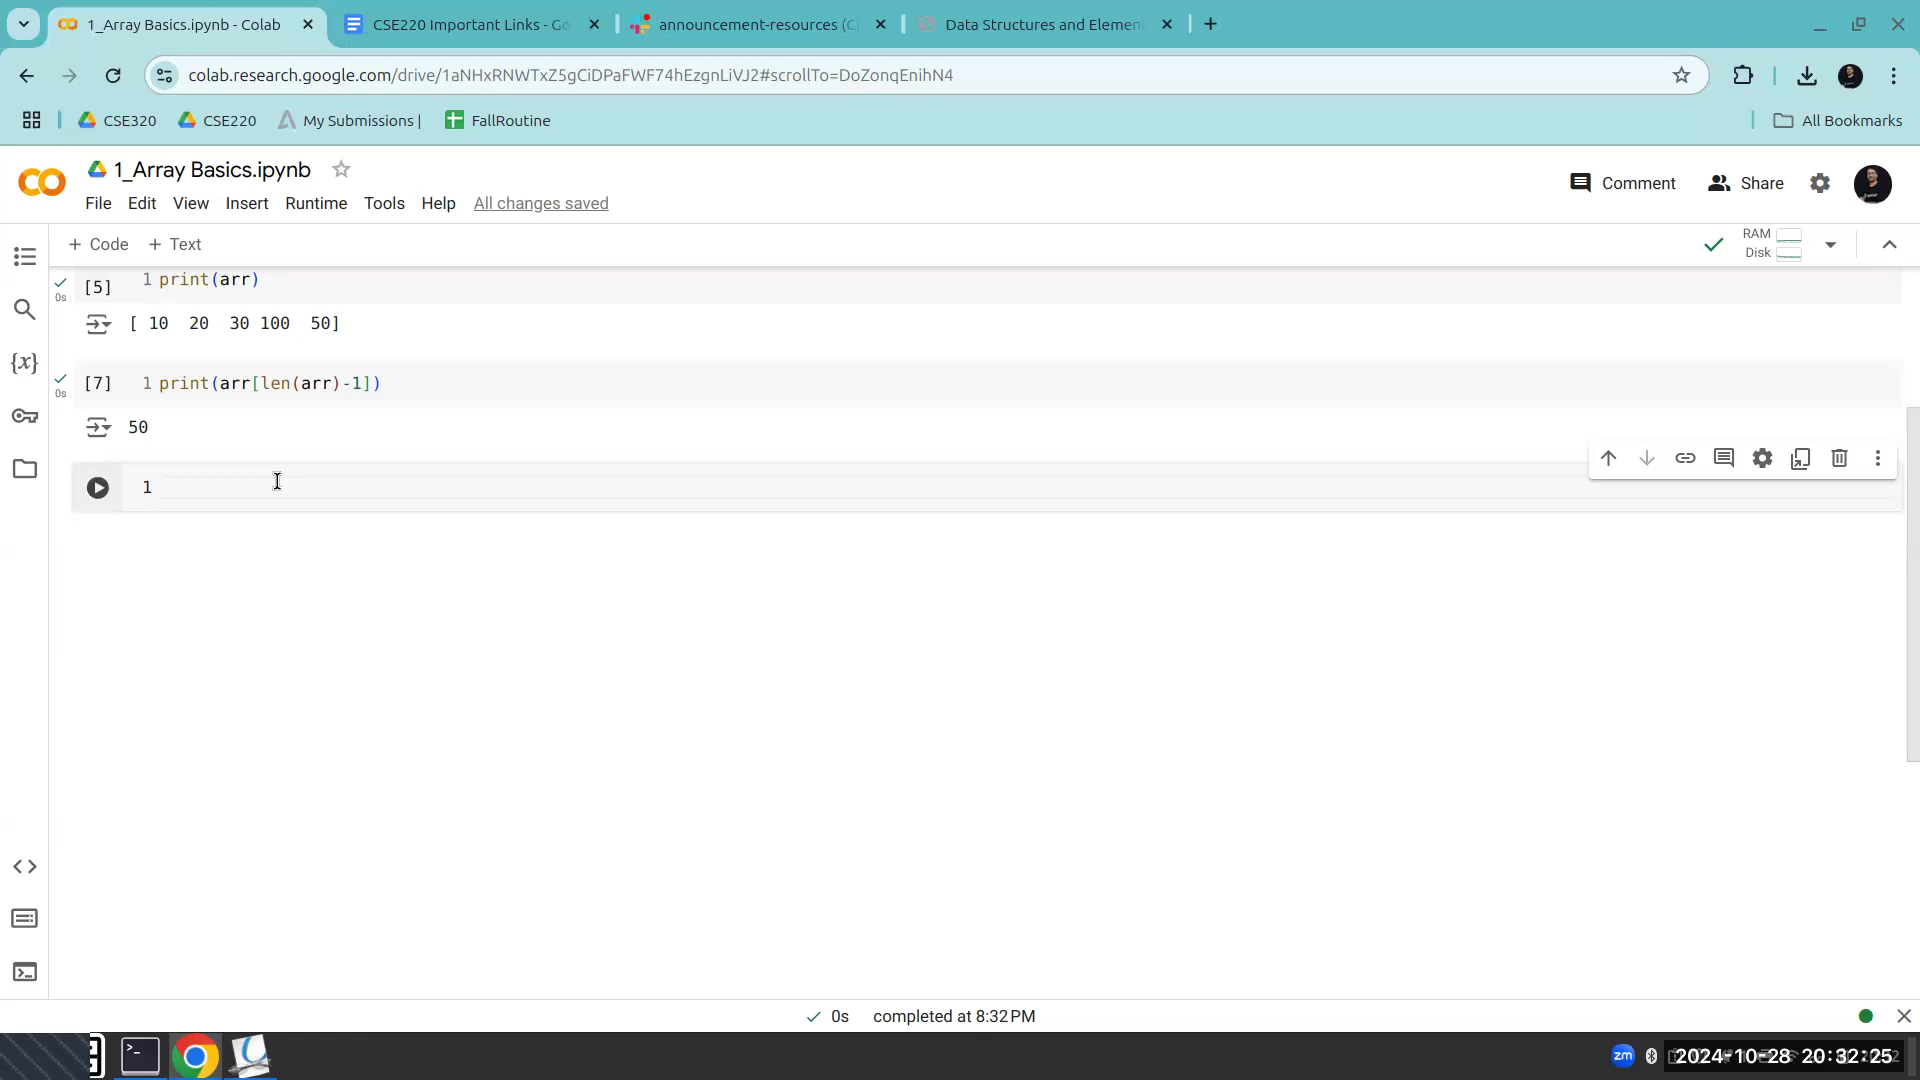 1_Array Basics.ipynb - Colab
CSE220 Important Links - Go
announcement-resources (C
Data Structures and Elemen
colab.research.google.com/drive/1aNHxRNWTxZ5gCiDPaFWF74hEzgnLiVJ2#scrollTo=DoZonqEnihN4
CSE320
CSE220
My Submissions |
FallRoutine
All Bookmarks
1_Array Basics.ipynb
Comment
Share
File Edit View Insert Runtime Tools Help All changes saved
+ Code + Text
RAM
Disk
[5] 1 print(arr)
0s
[ 10 20 30 100 50]
[7] 1 print(arr[len(arr)-1])
0s
50
1
0s completed at 8:32 PM
zm
2024-10-28 20:32:25